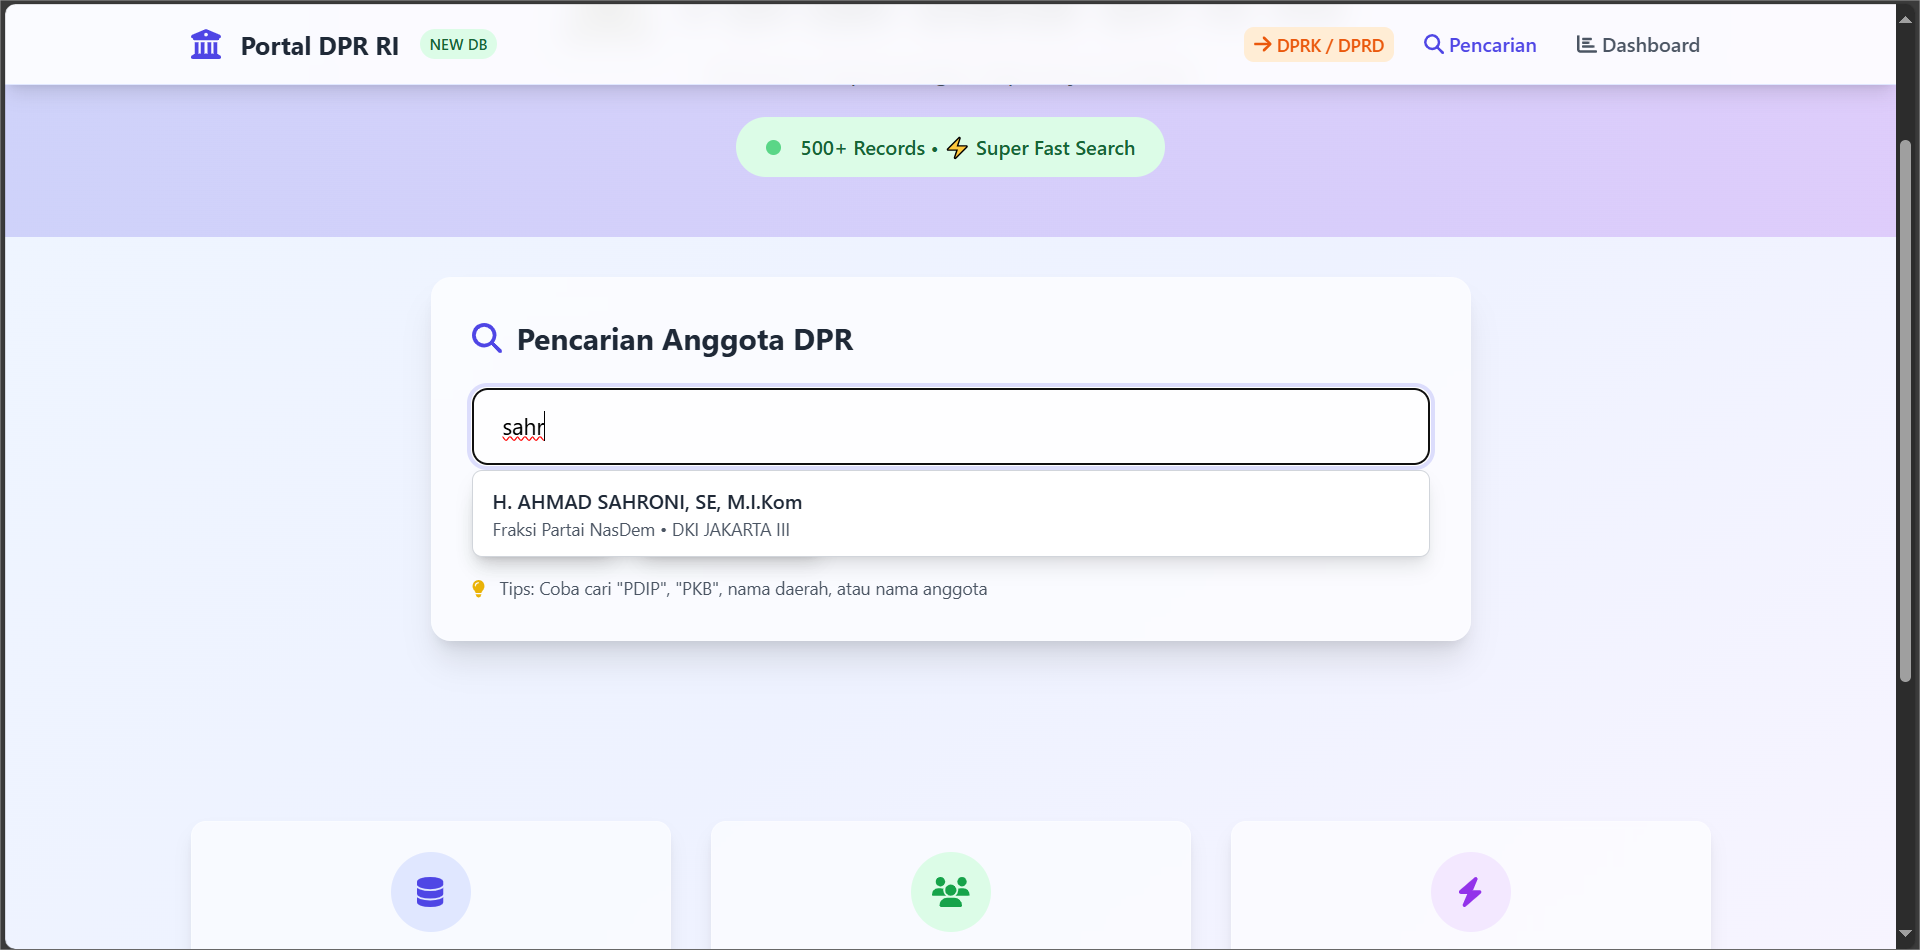 Portal DPR RI NEW DB
DPRK / DPRD Pencarian Dashboard
500+ Records • ⚡ Super Fast Search
Pencarian Anggota DPR
sahr
H. AHMAD SAHRONI, SE, M.I.Kom
Fraksi Partai NasDem • DKI JAKARTA III
Tips: Coba cari "PDIP", "PKB", nama daerah, atau nama anggota